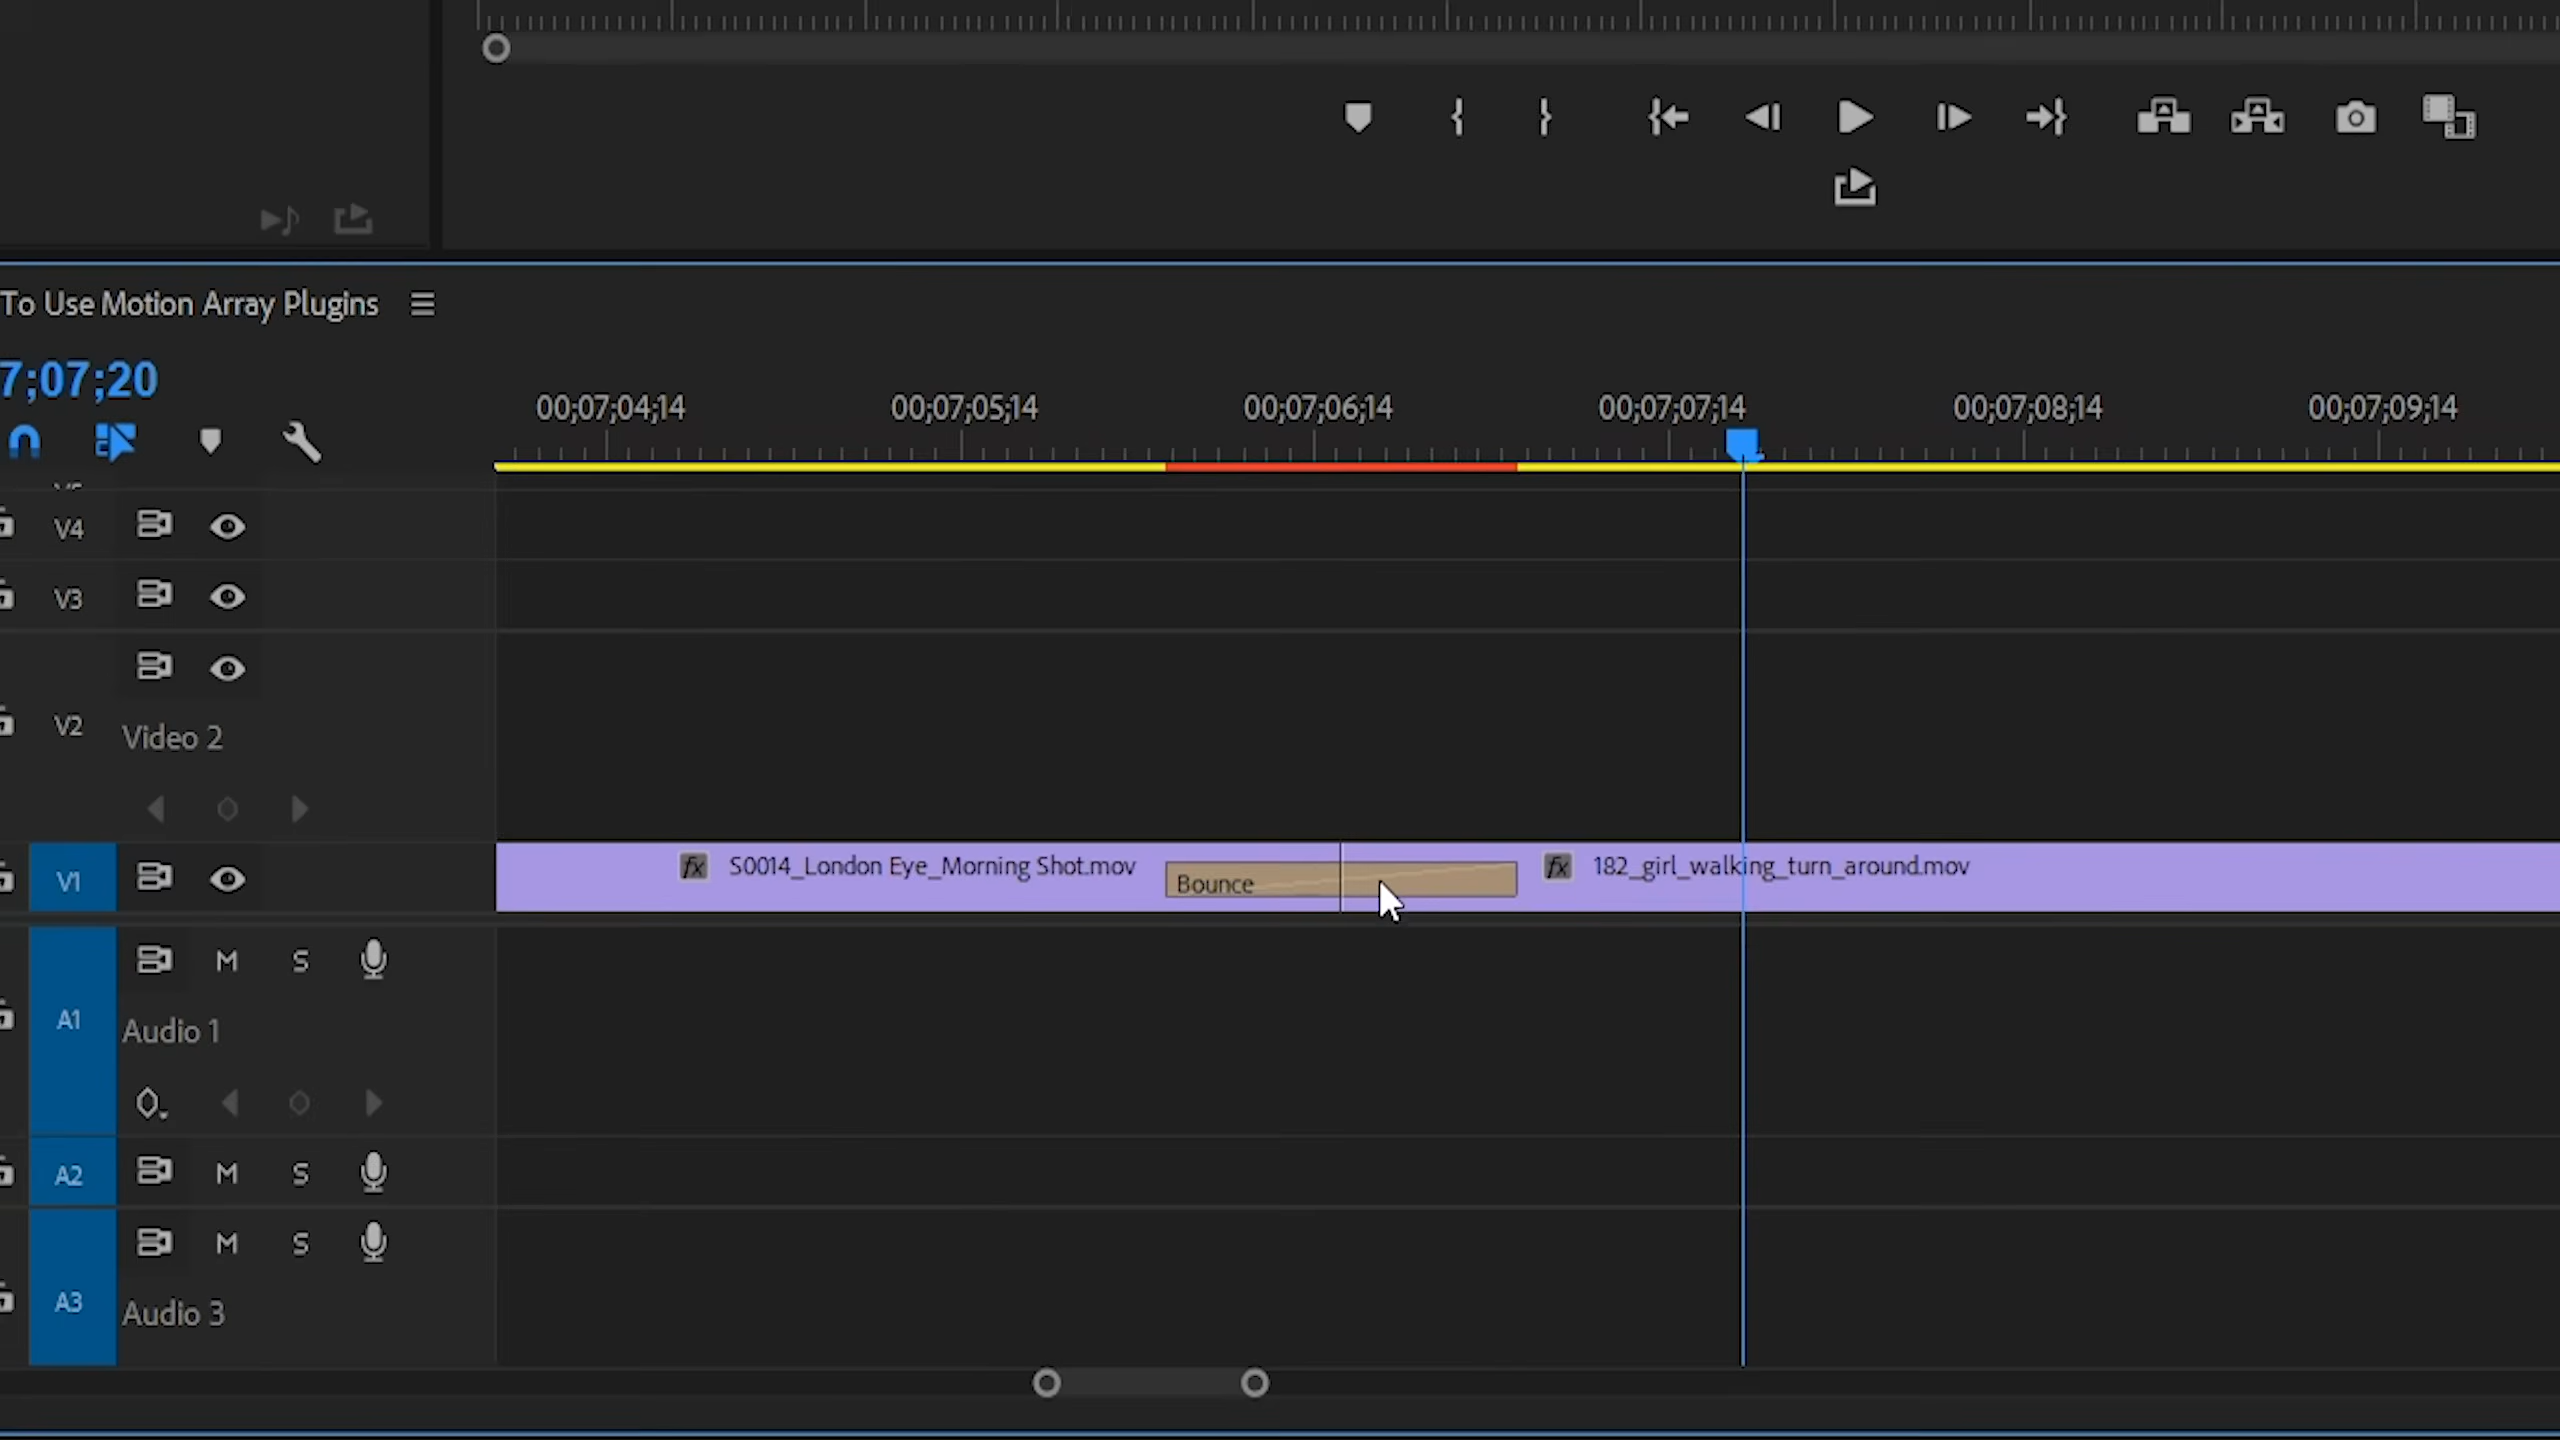 To Use Motion Array Plugins
7;07;20
00;07;04;14 00;07;05;14 00;07;06;14 00;07;07;14 00;07;08;14 00;07;09;14
V4
V3
V2
Video 2
V1
S0014_London Eye_Morning Shot.mov
Bounce
182_girl_walking_turn_around.mov
M S
A1
Audio 1
A2 M S
M S
A3
Audio 3